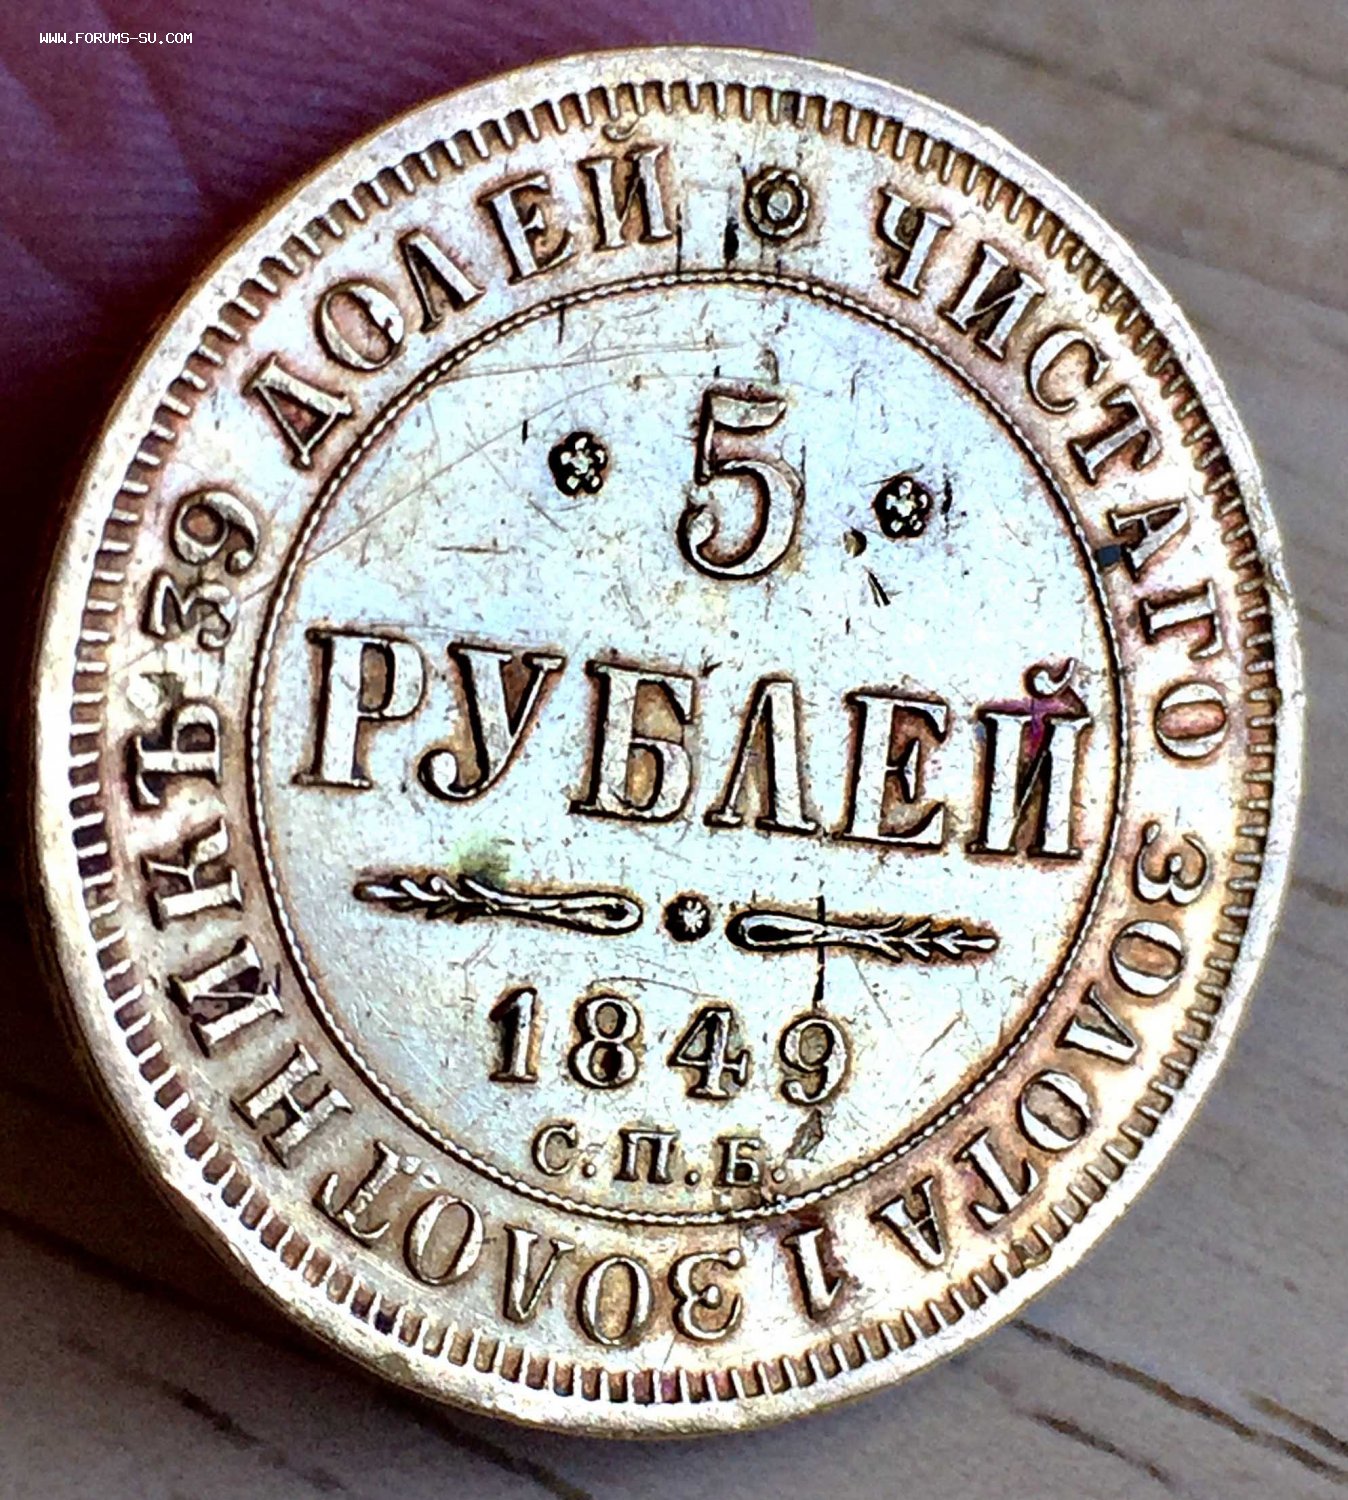 WWW.FORUMS-SU.COM
ЧИСТАГО ЗОЛОТА 1 ЗОЛОТНИКЪ 39 ДОЛЕЙ
5
РУБЛЕЙ
1849
С.П.Б.